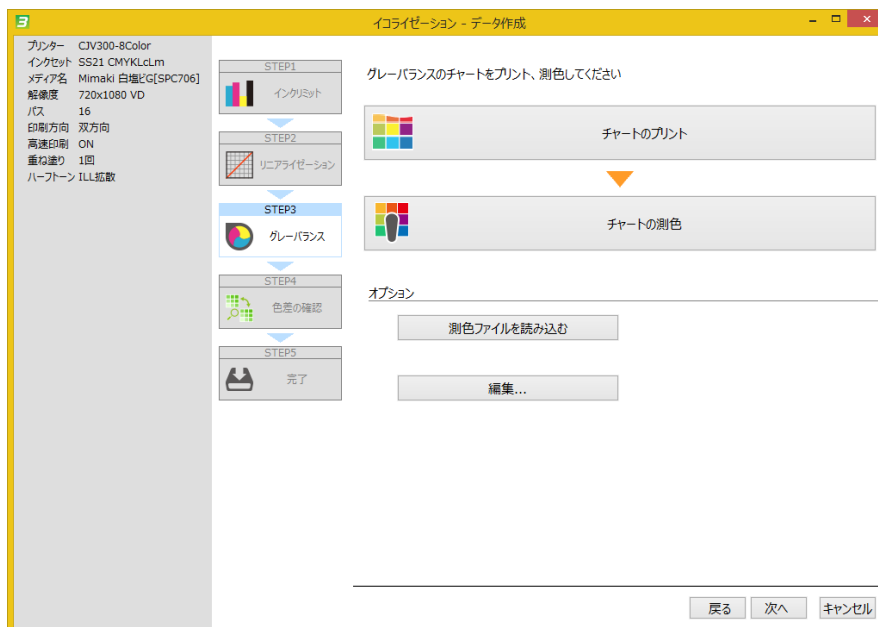 イコライゼーション - データ作成
プリンター CJV300-8Color
インクセット SS21 CMYKLcLm
メディア名 Mimaki 白塩ビG[SPC706]
解像度 720x1080 VD
パス 16
印刷方向 双方向
高速印刷 ON
重ね塗り 1回
ハーフトーン ILL拡散
STEP1
インクリミット
STEP2
リニアライゼーション
STEP3
グレーバランス
STEP4
色差の確認
STEP5
完了
グレーバランスのチャートをプリント、測色してください
チャートのプリント
チャートの測色
オプション
測色ファイルを読み込む
編集...
戻る
次へ
キャンセル